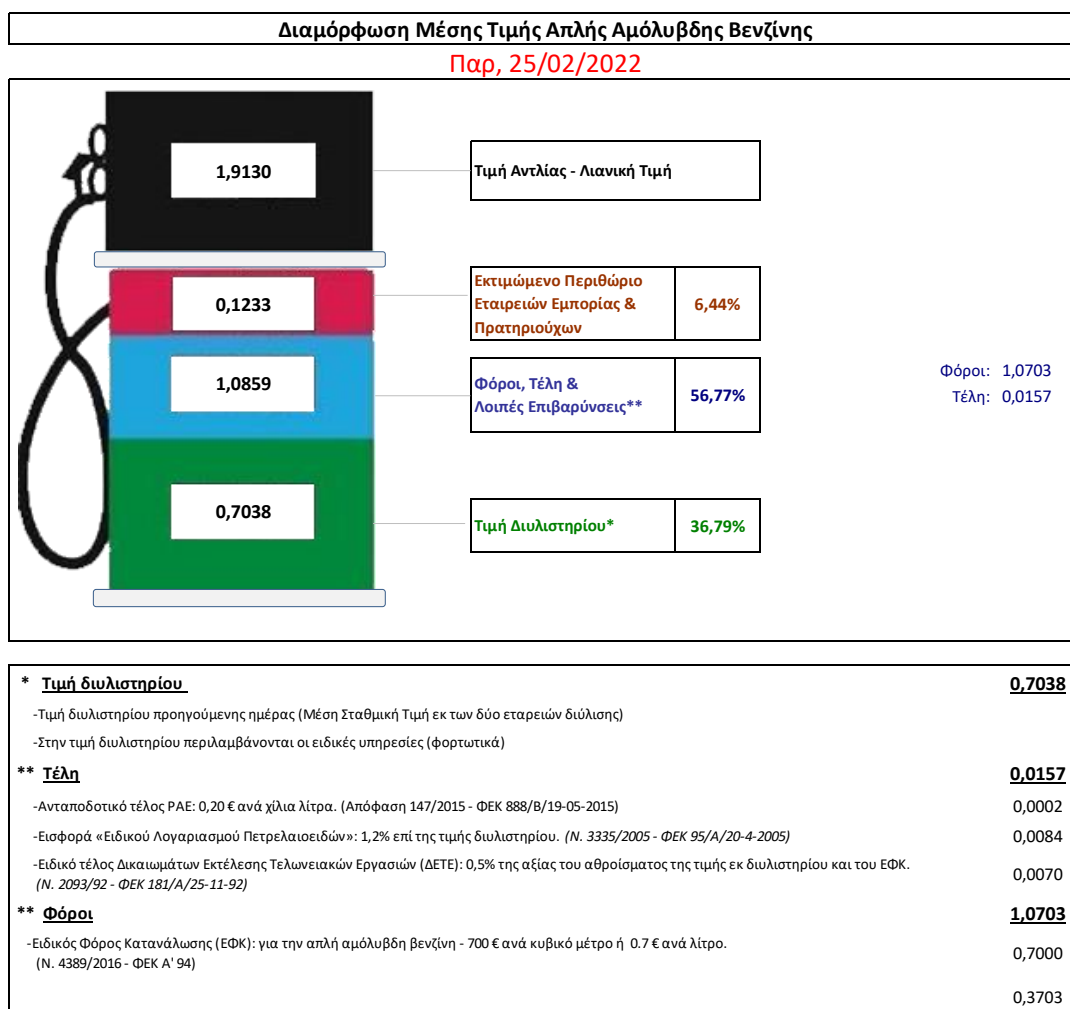 Διαμόρφωση Μέσης Τιμής Απλής Αμόλυβδης Βενζίνης
Παρ, 25/02/2022
1,9130
Τιμή Αντλίας - Λιανική Τιμή
0,1233
Εκτιμώμενο Περιθώριο
Εταιρειών Εμπορίας &
Πρατηριούχων
6,44%
1,0859
Φόροι, Τέλη &
Λοιπές Επιβαρύνσεις**
56,77%
Φόροι: 1,0703
Τέλη: 0,0157
0,7038
Τιμή Διυλιστηρίου*
36,79%
* Τιμή διυλιστηρίου 0,7038
-Τιμή διυλιστηρίου προηγούμενης ημέρας (Μέση Σταθμική Τιμή εκ των δύο εταρειών διύλισης)
-Στην τιμή διυλιστηρίου περιλαμβάνονται οι ειδικές υπηρεσίες (φορτωτικά)
** Τέλη 0,0157
-Ανταποδοτικό τέλος ΡΑΕ: 0,20 € ανά χίλια λίτρα. (Απόφαση 147/2015 - ΦΕΚ 888/Β/19-05-2015) 0,0002
-Εισφορά «Ειδικού Λογαριασμού Πετρελαιοειδών»: 1,2% επί της τιμής διυλιστηρίου. (Ν. 3335/2005 - ΦΕΚ 95/Α/20-4-2005) 0,0084
-Ειδικό τέλος Δικαιωμάτων Εκτέλεσης Τελωνειακών Εργασιών (ΔΕΤΕ): 0,5% της αξίας του αθροίσματος της τιμής εκ διυλιστηρίου και του ΕΦΚ.
(Ν. 2093/92 - ΦΕΚ 181/Α/25-11-92) 0,0070
** Φόροι 1,0703
-Ειδικός Φόρος Κατανάλωσης (ΕΦΚ): για την απλή αμόλυβδη βενζίνη - 700 € ανά κυβικό μέτρο ή 0.7 € ανά λίτρο.
(Ν. 4389/2016 - ΦΕΚ Α' 94) 0,7000
0,3703